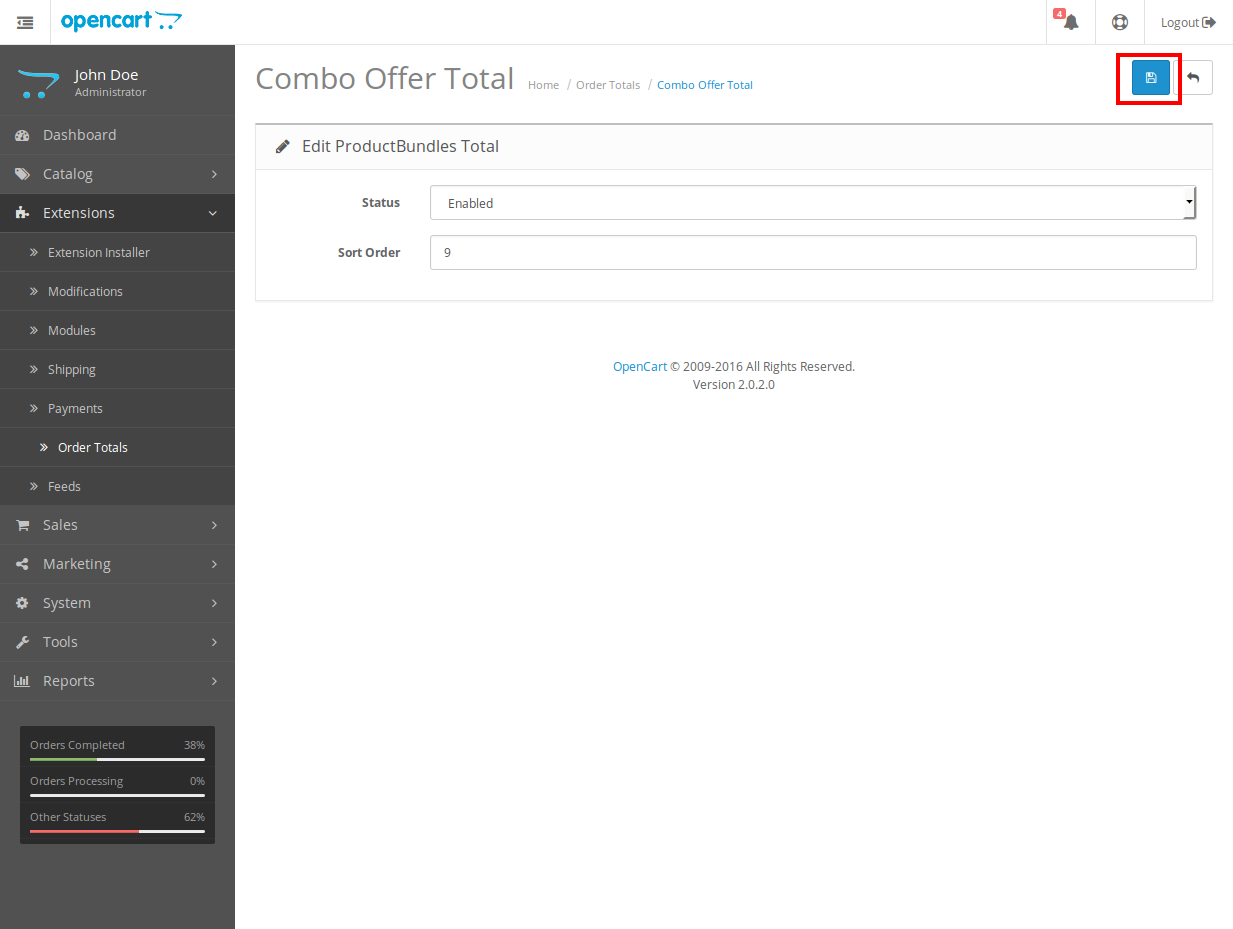 opencart
4
Logout
John Doe
Administrator
Dashboard
Catalog
Extensions
Extension Installer
Modifications
Modules
Shipping
Payments
Order Totals
Feeds
Sales
Marketing
System
Tools
Reports
Orders Completed 38%
Orders Processing 0%
Other Statuses 62%
Combo Offer Total Home / Order Totals / Combo Offer Total
Edit ProductBundles Total
Status Enabled
Sort Order 9
OpenCart © 2009-2016 All Rights Reserved.
Version 2.0.2.0